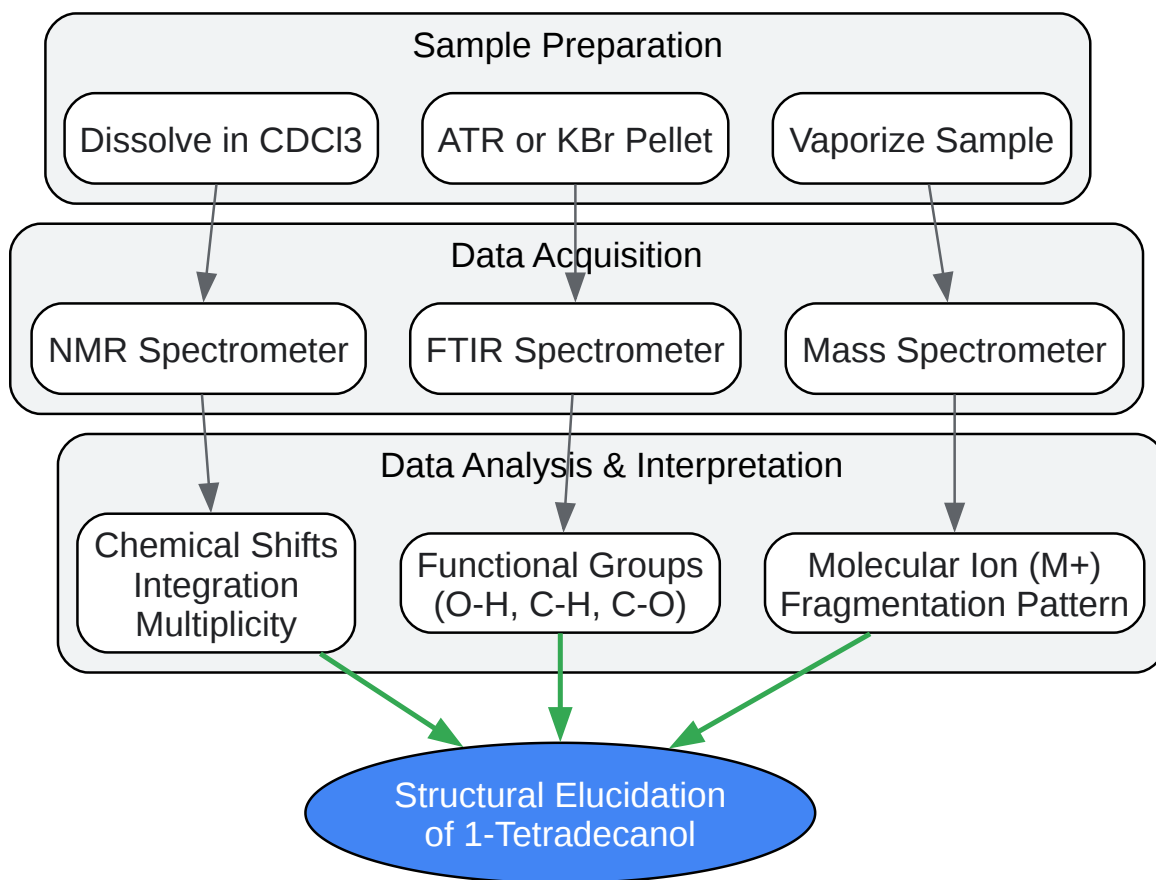 Sample Preparation
Dissolve in CDCl3
ATR or KBr Pellet
Vaporize Sample
Data Acquisition
NMR Spectrometer
FTIR Spectrometer
Mass Spectrometer
Data Analysis & Interpretation
Chemical Shifts
Integration
Multiplicity
Functional Groups
(O-H, C-H, C-O)
Molecular Ion (M+)
Fragmentation Pattern
Structural Elucidation
of 1-Tetradecanol